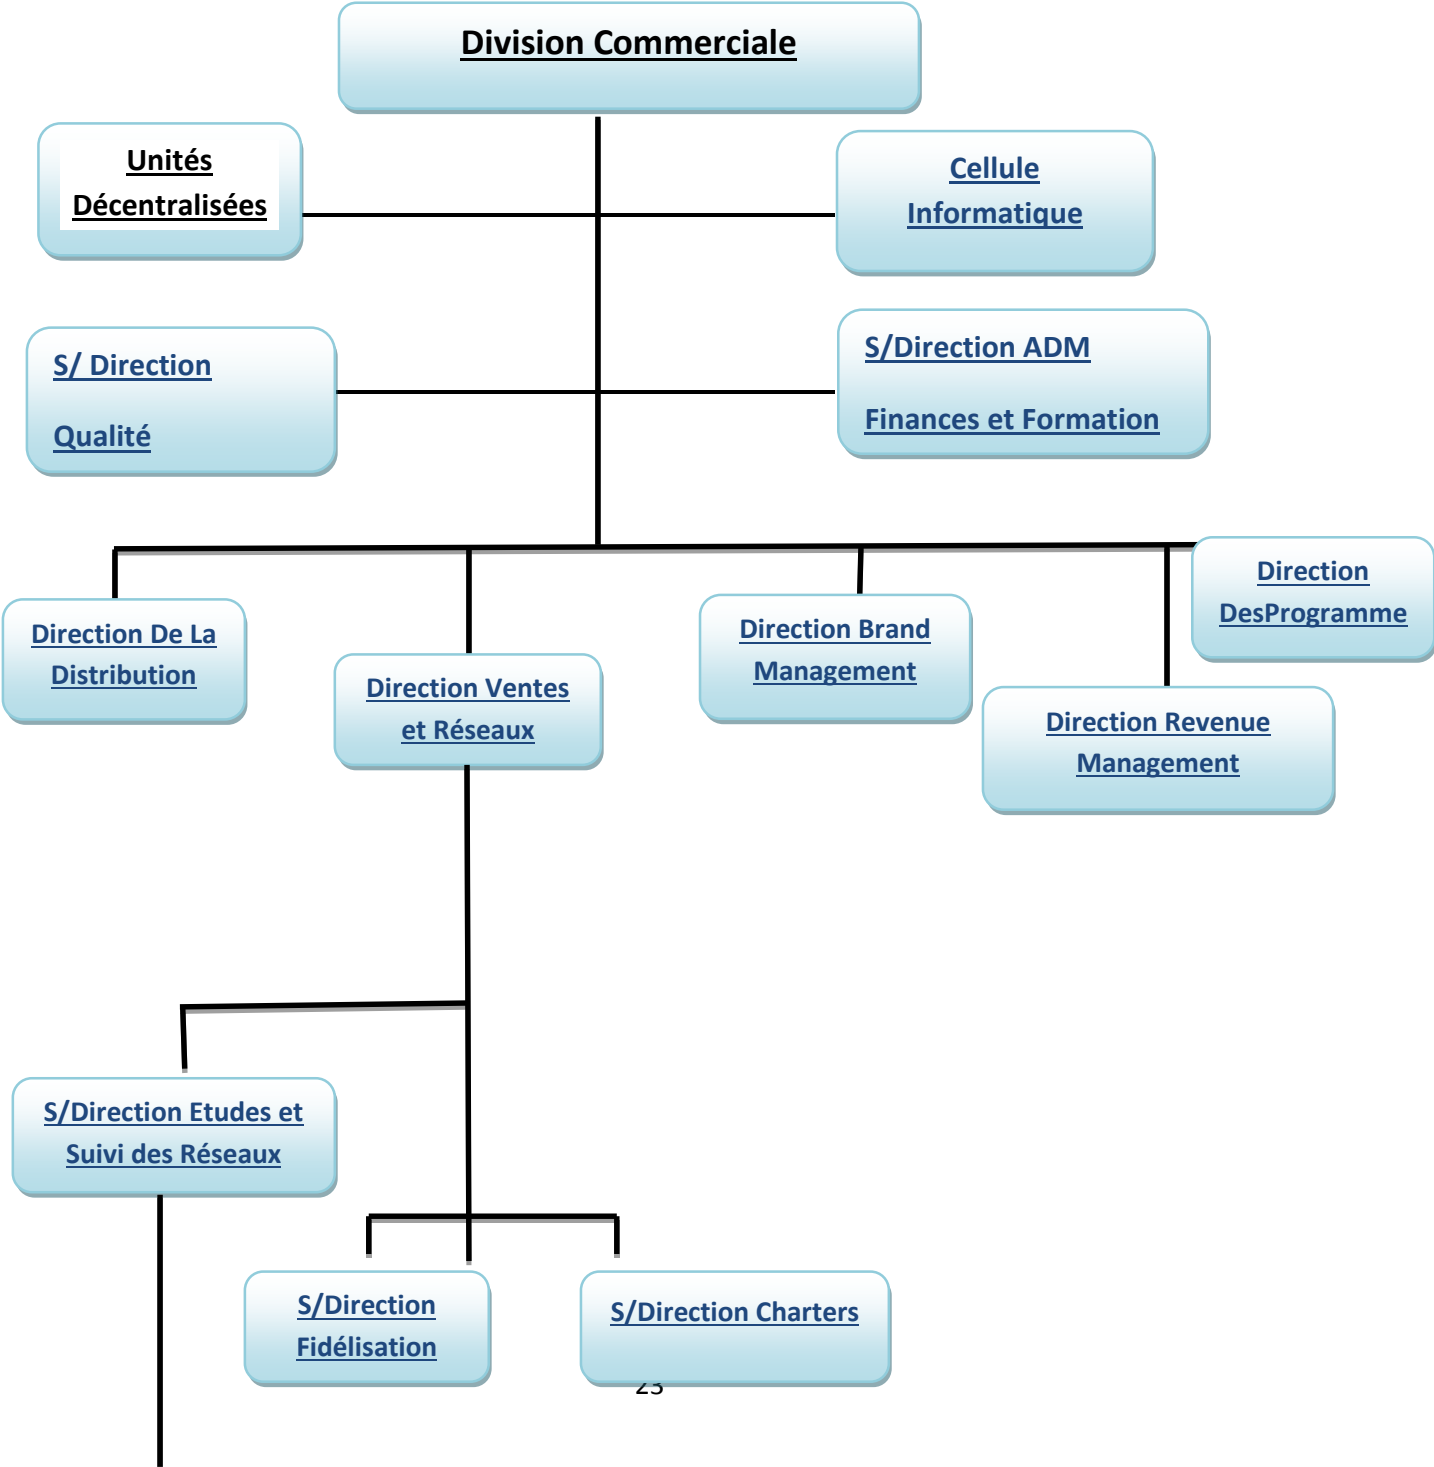 Division Commerciale
Unités
Décentralisées
Cellule
Informatique
S/ Direction
Qualité
S/Direction ADM
Finances et Formation
Direction
DesProgramme
Direction De La
Distribution
Direction Brand
Management
Direction Ventes
et Réseaux
Direction Revenue
Management
S/Direction Etudes et
Suivi des Réseaux
S/Direction
Fidélisation
S/Direction Charters
23